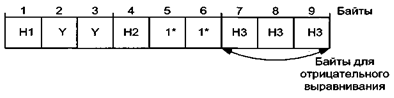 1 2 3 4 5 6 7 8 9 Байты
H1 Y Y H2 1* 1* H3 H3 H3
Байты для
отрицательного
выравнивания